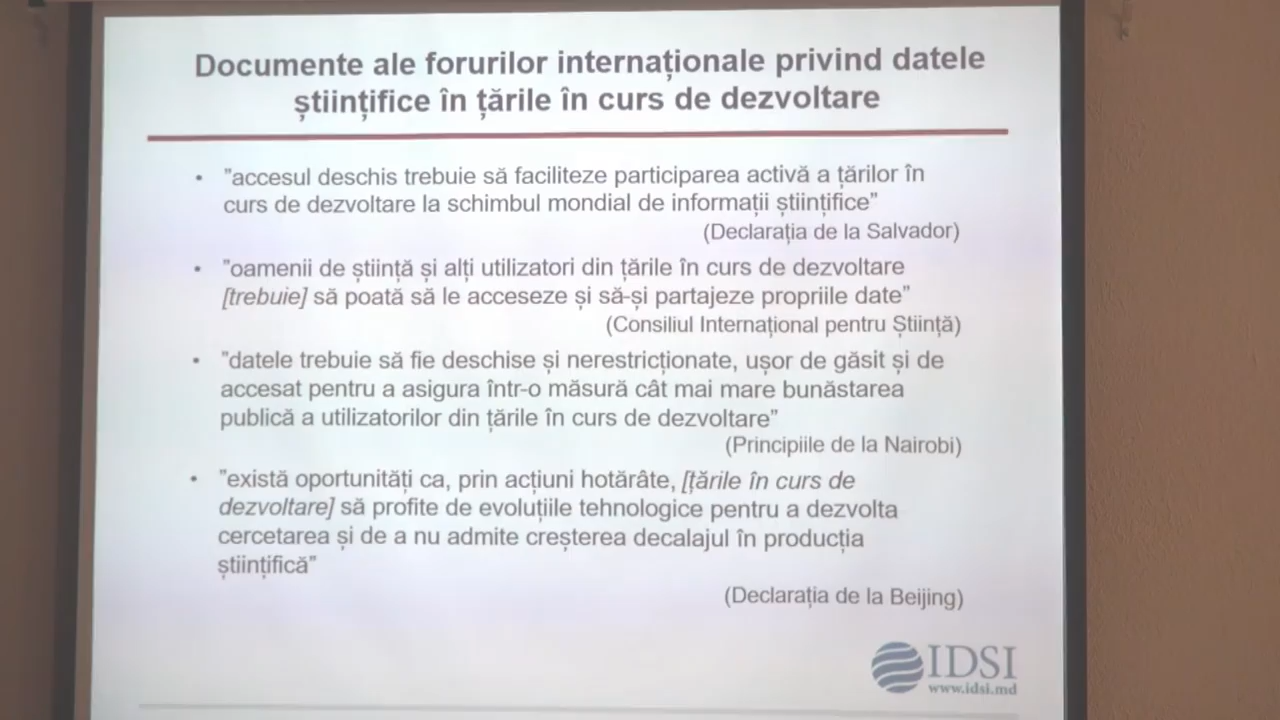 Documente ale forurilor internaționale privind datele
științifice în țările în curs de dezvoltare
• ”accesul deschis trebuie să faciliteze participarea activă a țărilor în
curs de dezvoltare la schimbul mondial de informații științifice”
(Declarația de la Salvador)
• ”oamenii de știință și alți utilizatori din țările în curs de dezvoltare
[trebuie] să poată să le acceseze și să-și partajeze propriile date”
(Consiliul Internațional pentru Știință)
• ”datele trebuie să fie deschise și nerestricționate, ușor de găsit și de
accesat pentru a asigura într-o măsură cât mai mare bunăstarea
publică a utilizatorilor din țările în curs de dezvoltare”
(Principiile de la Nairobi)
• ”există oportunități ca, prin acțiuni hotărâte, [țările în curs de
dezvoltare] să profite de evoluțiile tehnologice pentru a dezvolta
cercetarea și de a nu admite creșterea decalajul în producția
științifică”
(Declarația de la Beijing)
IDSI
www.idsi.md